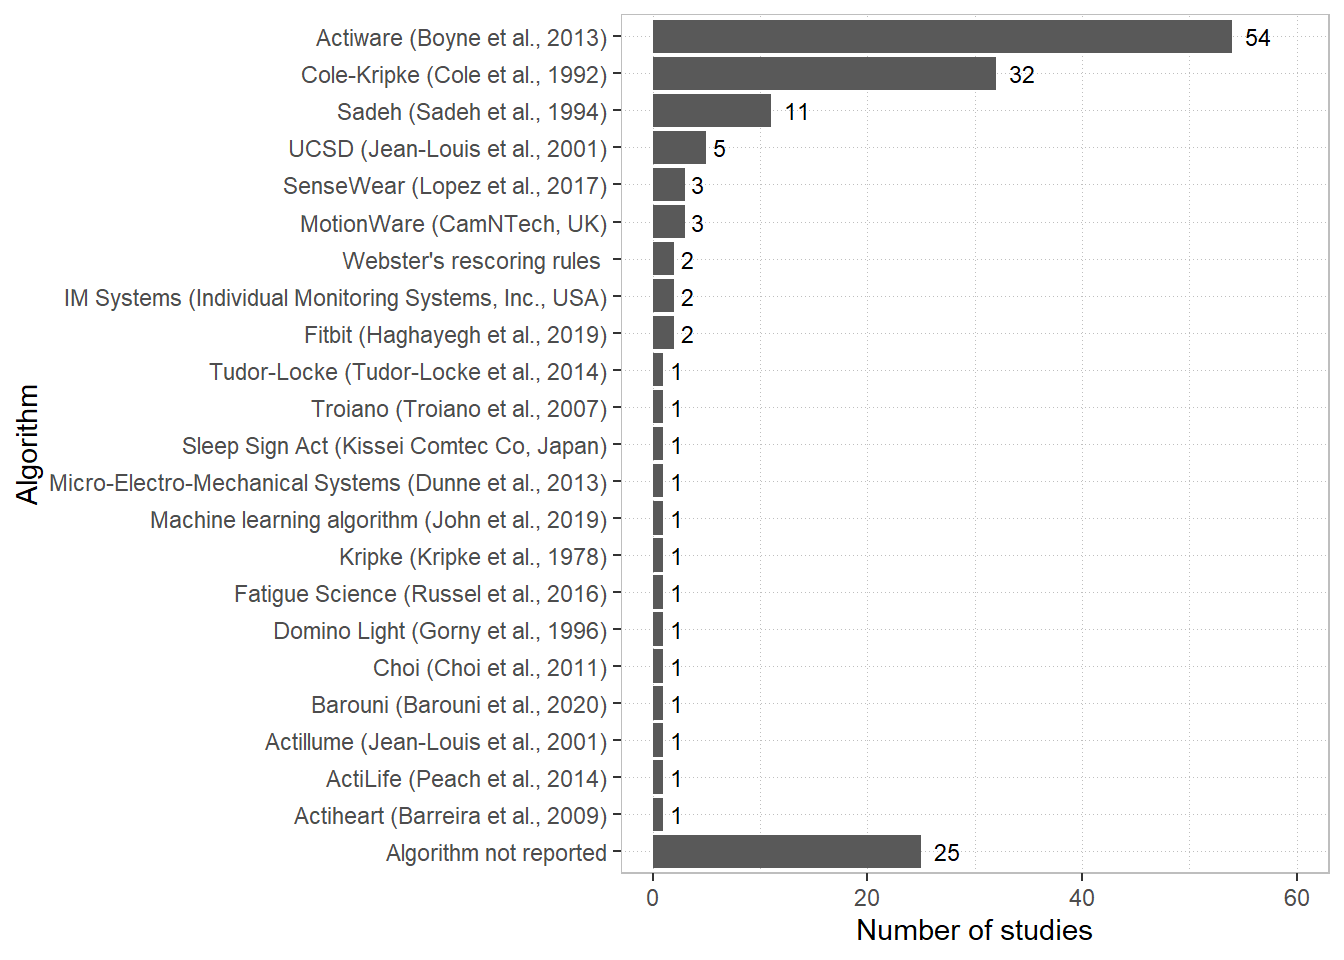 Actiware (Boyne et al., 2013) 54
Cole-Kripke (Cole et al., 1992) 32
Sadeh (Sadeh et al., 1994) 11
UCSD (Jean-Louis et al., 2001) 5
SenseWear (Lopez et al., 2017) 3
MotionWare (CamNTech, UK) 3
Webster's rescoring rules 2
IM Systems (Individual Monitoring Systems, Inc., USA) 2
Fitbit (Haghayegh et al., 2019) 2
Tudor-Locke (Tudor-Locke et al., 2014) 1
Troiano (Troiano et al., 2007) 1
Sleep Sign Act (Kissei Comtec Co, Japan) 1
Micro-Electro-Mechanical Systems (Dunne et al., 2013) 1
Machine learning algorithm (John et al., 2019) 1
Kripke (Kripke et al., 1978) 1
Fatigue Science (Russel et al., 2016) 1
Domino Light (Gorny et al., 1996) 1
Choi (Choi et al., 2011) 1
Barouni (Barouni et al., 2020) 1
Actillume (Jean-Louis et al., 2001) 1
ActiLife (Peach et al., 2014) 1
Actiheart (Barreira et al., 2009) 1
Algorithm not reported 25
Algorithm
0 20 40 60
Number of studies